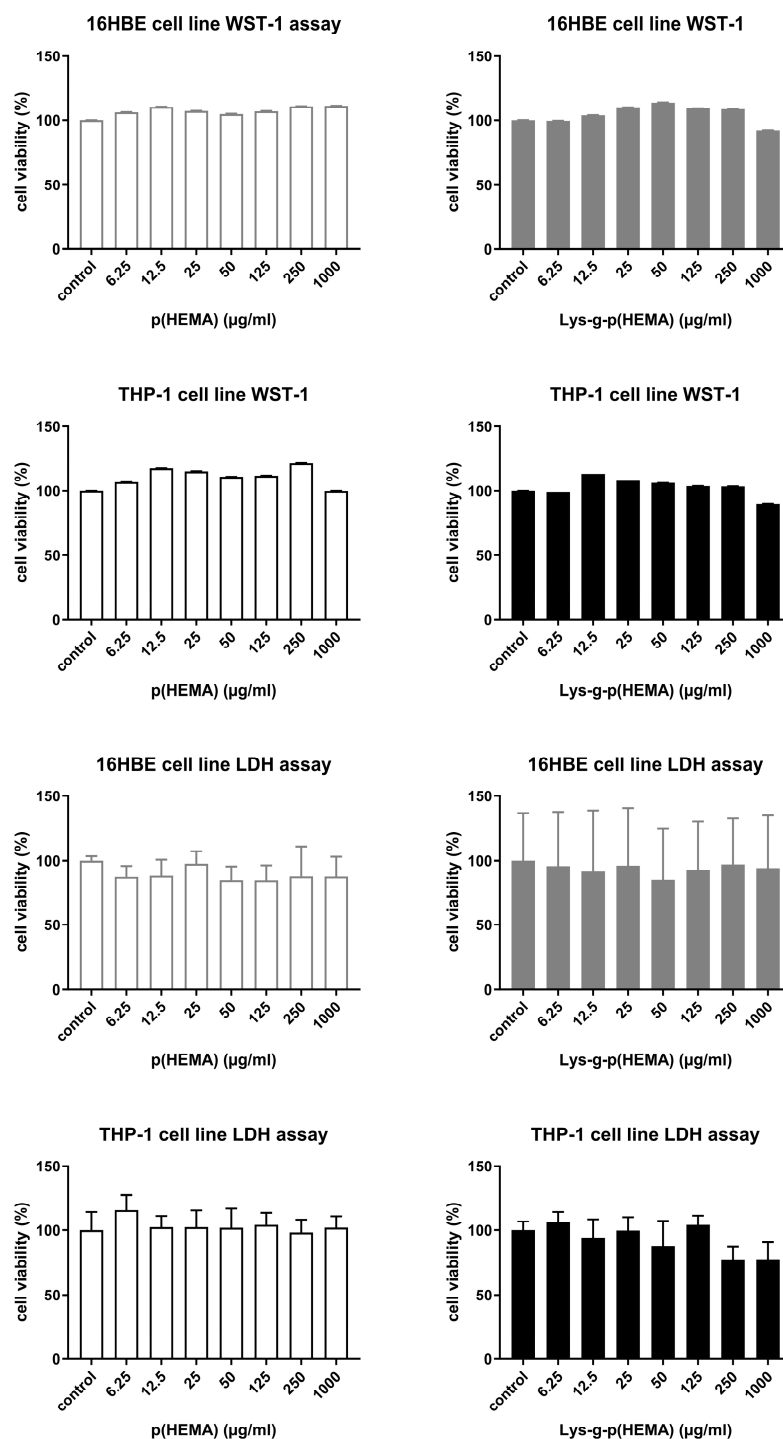 16HBE cell line WST-1 assay
cell viability (%)
150
100
50
0
control
6.25
12.5
25
50
125
250
1000
p(HEMA) (µg/ml)
16HBE cell line WST-1
cell viability (%)
150
100
50
0
control
6.25
12.5
25
50
125
250
1000
Lys-g-p(HEMA) (µg/ml)
THP-1 cell line WST-1
cell viability (%)
150
100
50
0
control
6.25
12.5
25
50
125
250
1000
p(HEMA) (µg/ml)
THP-1 cell line WST-1
cell viability (%)
150
100
50
0
control
6.25
12.5
25
50
125
250
1000
Lys-g-p(HEMA) (µg/ml)
16HBE cell line LDH assay
cell viability (%)
150
100
50
0
control
6.25
12.5
25
50
125
250
1000
p(HEMA) (µg/ml)
16HBE cell line LDH assay
cell viability (%)
150
100
50
0
control
6.25
12.5
25
50
125
250
1000
Lys-g-p(HEMA) (µg/ml)
THP-1 cell line LDH assay
cell viability (%)
150
100
50
0
control
6.25
12.5
25
50
125
250
1000
p(HEMA) (µg/ml)
THP-1 cell line LDH assay
cell viability (%)
150
100
50
0
control
6.25
12.5
25
50
125
250
1000
Lys-g-p(HEMA) (µg/ml)